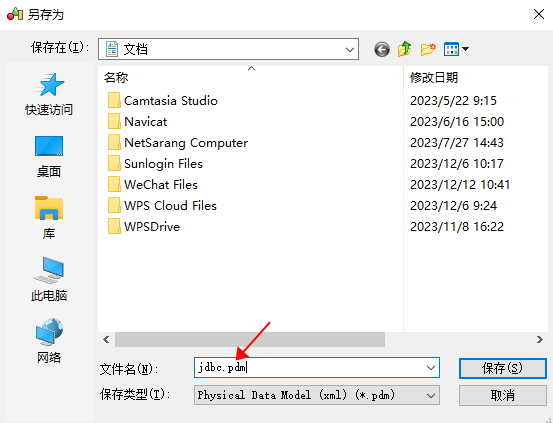 另存为
保存在(I):
文档
快速访问
桌面
库
此电脑
网络
名称
修改日期
Camtasia Studio
2023/5/22 9:15
Navicat
2023/6/16 15:00
NetSarang Computer
2023/7/27 14:43
Sunlogin Files
2023/12/6 10:17
WeChat Files
2023/12/12 10:41
WPS Cloud Files
2023/12/6 9:24
WPSDrive
2023/11/8 16:22
文件名(N):
jdbc.pdm
保存(S)
保存类型(T):
Physical Data Model (xml) (*.pdm)
取消